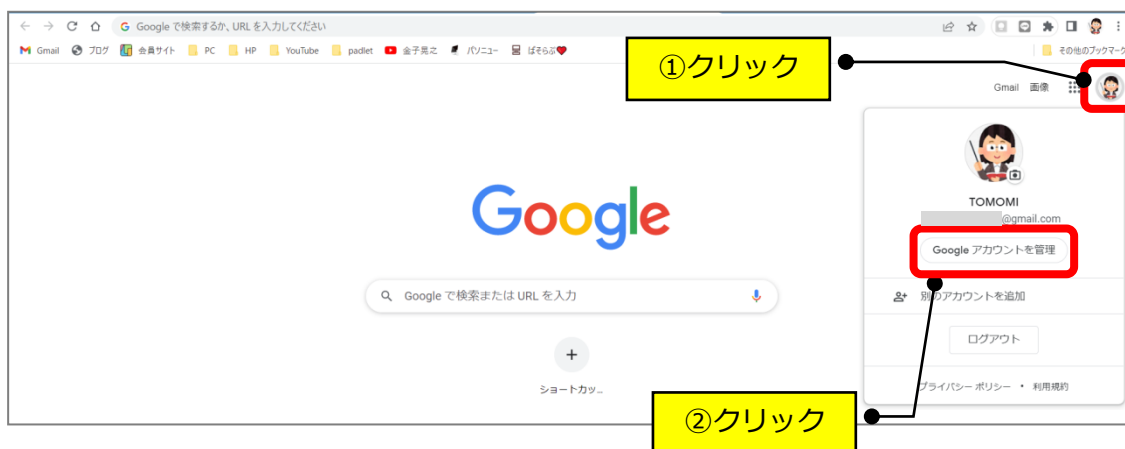 Google で検索するか、URL を入力してください
Gmail ブログ 会員サイト PC HP YouTube padlet 金子晃之 パソニュー ぱそらぶ
その他のブックマーク
①クリック
Gmail 画像
TOMOMI
@gmail.com
Google アカウントを管理
Google
Google で検索または URL を入力
別のアカウントを追加
ログアウト
ショートカッ...
プライバシー ポリシー • 利用規約
②クリック